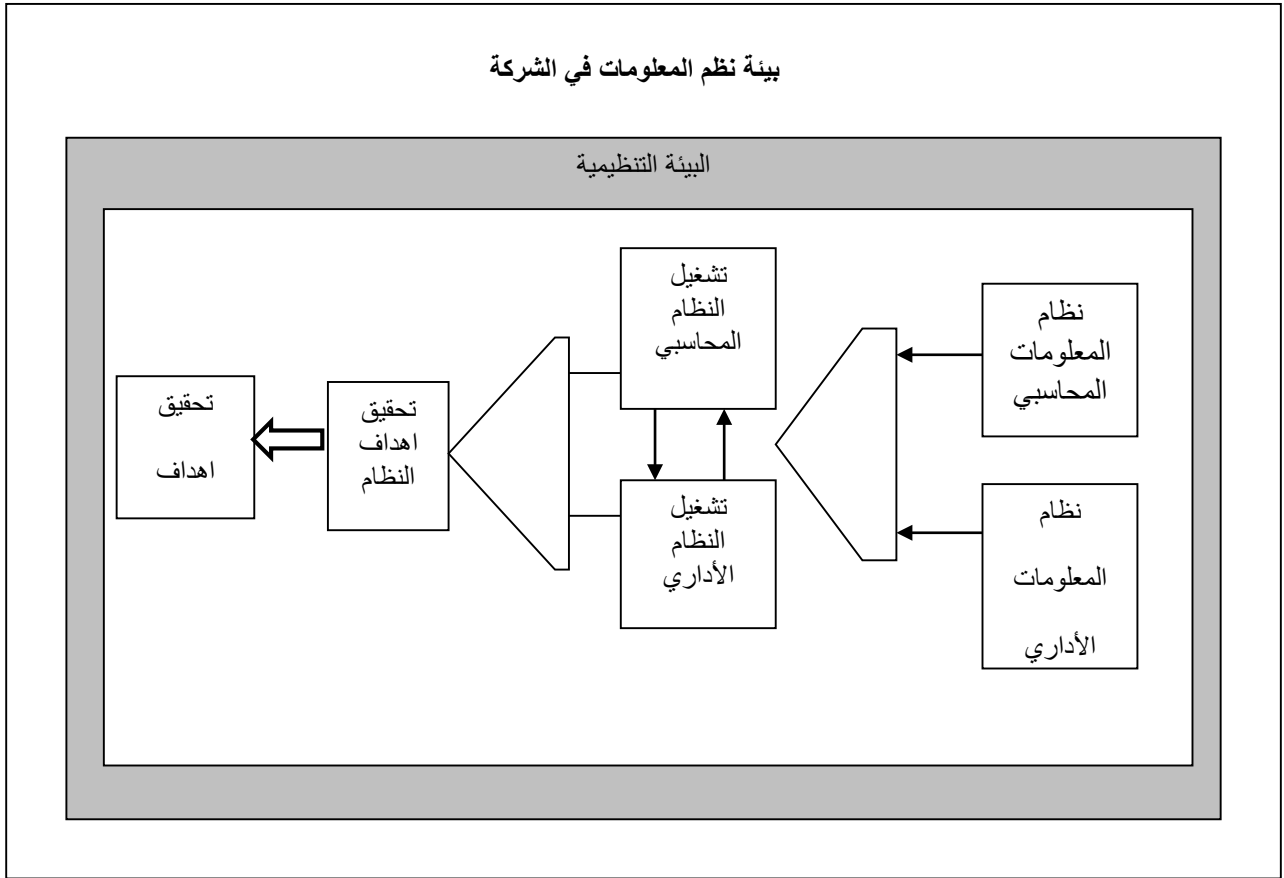 بيئة نظم المعلومات في الشركة
البيئة التنظيمية
نظام
المعلومات
المحاسبي
نظام
المعلومات
الأداري
تشغيل
النظام
المحاسبي
تشغيل
النظام
الأداري
تحقيق
اهداف
النظام
تحقيق
اهداف